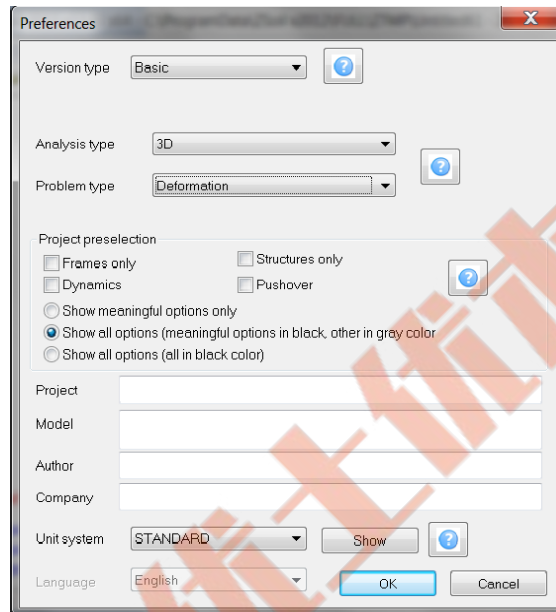 Preferences
Version type Basic
Analysis type 3D
Problem type Deformation
Project preselection
Frames only Structures only
Dynamics Pushover
Show meaningful options only
Show all options (meaningful options in black, other in gray color
Show all options (all in black color)
Project
Model
Author
Company
Unit system STANDARD Show
Language English OK Cancel